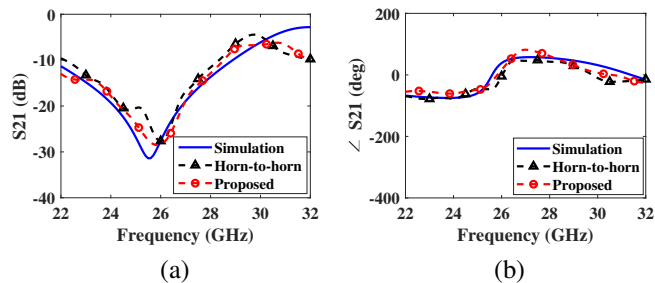 0
-10
-20
-30
-40
S21 (dB)
Simulation
Horn-to-horn
Proposed
22 24 26 28 30 32
Frequency (GHz)
(a)
400
200
0
-200
-400
∠ S21 (deg)
Simulation
Horn-to-horn
Proposed
22 24 26 28 30 32
Frequency (GHz)
(b)